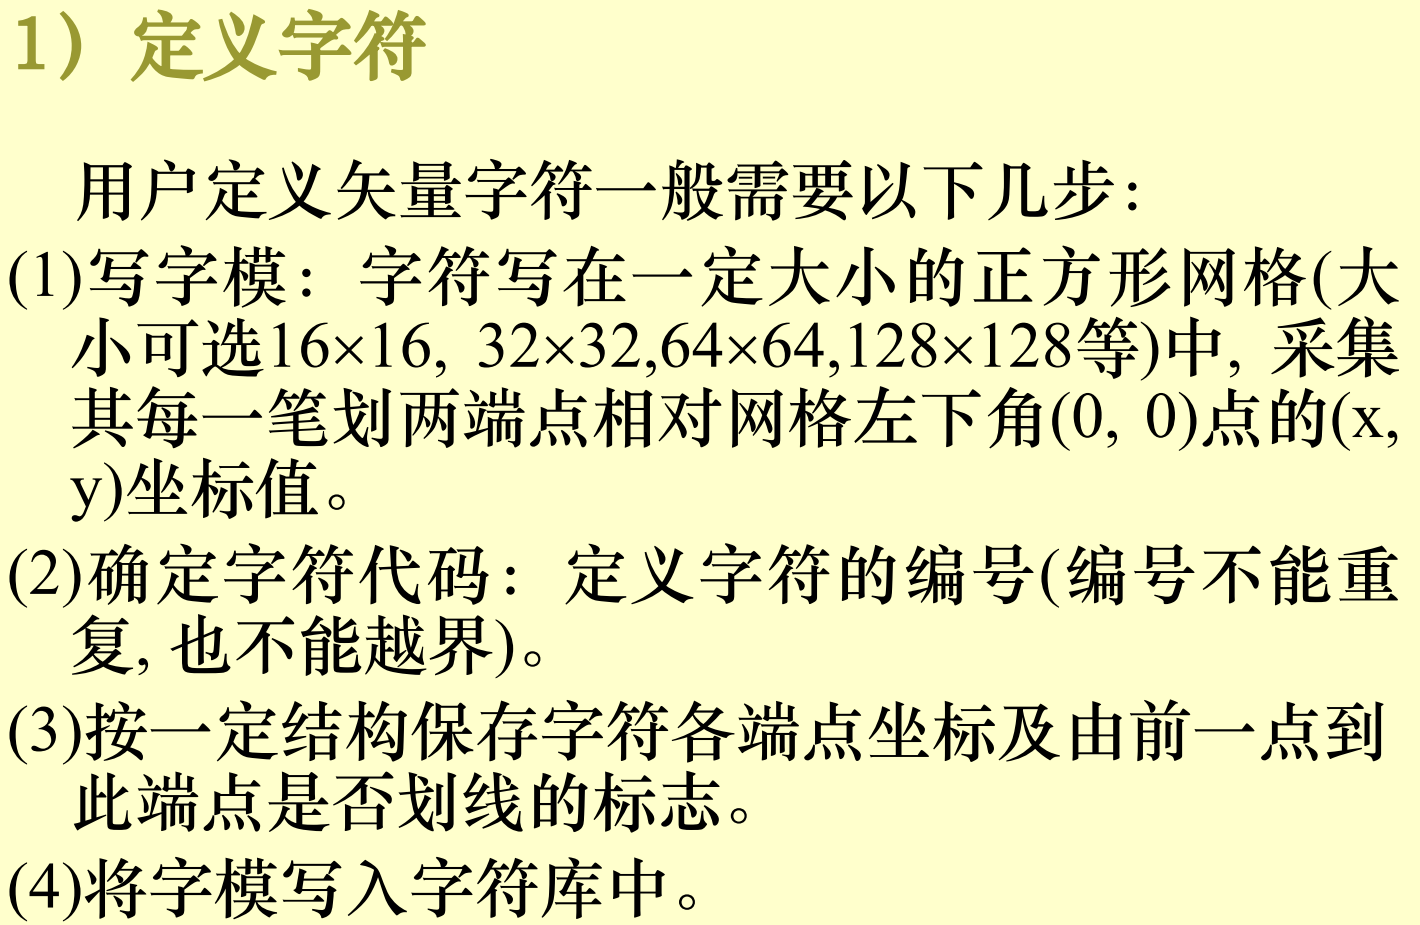 1) 定义字符
用户定义矢量字符一般需要以下几步：
(1)写字模：字符写在一定大小的正方形网格(大
小可选16×16, 32×32,64×64,128×128等)中, 采集
其每一笔划两端点相对网格左下角(0, 0)点的(x,
y)坐标值。
(2)确定字符代码：定义字符的编号(编号不能重
复, 也不能越界)。
(3)按一定结构保存字符各端点坐标及由前一点到
此端点是否划线的标志。
(4)将字模写入字符库中。